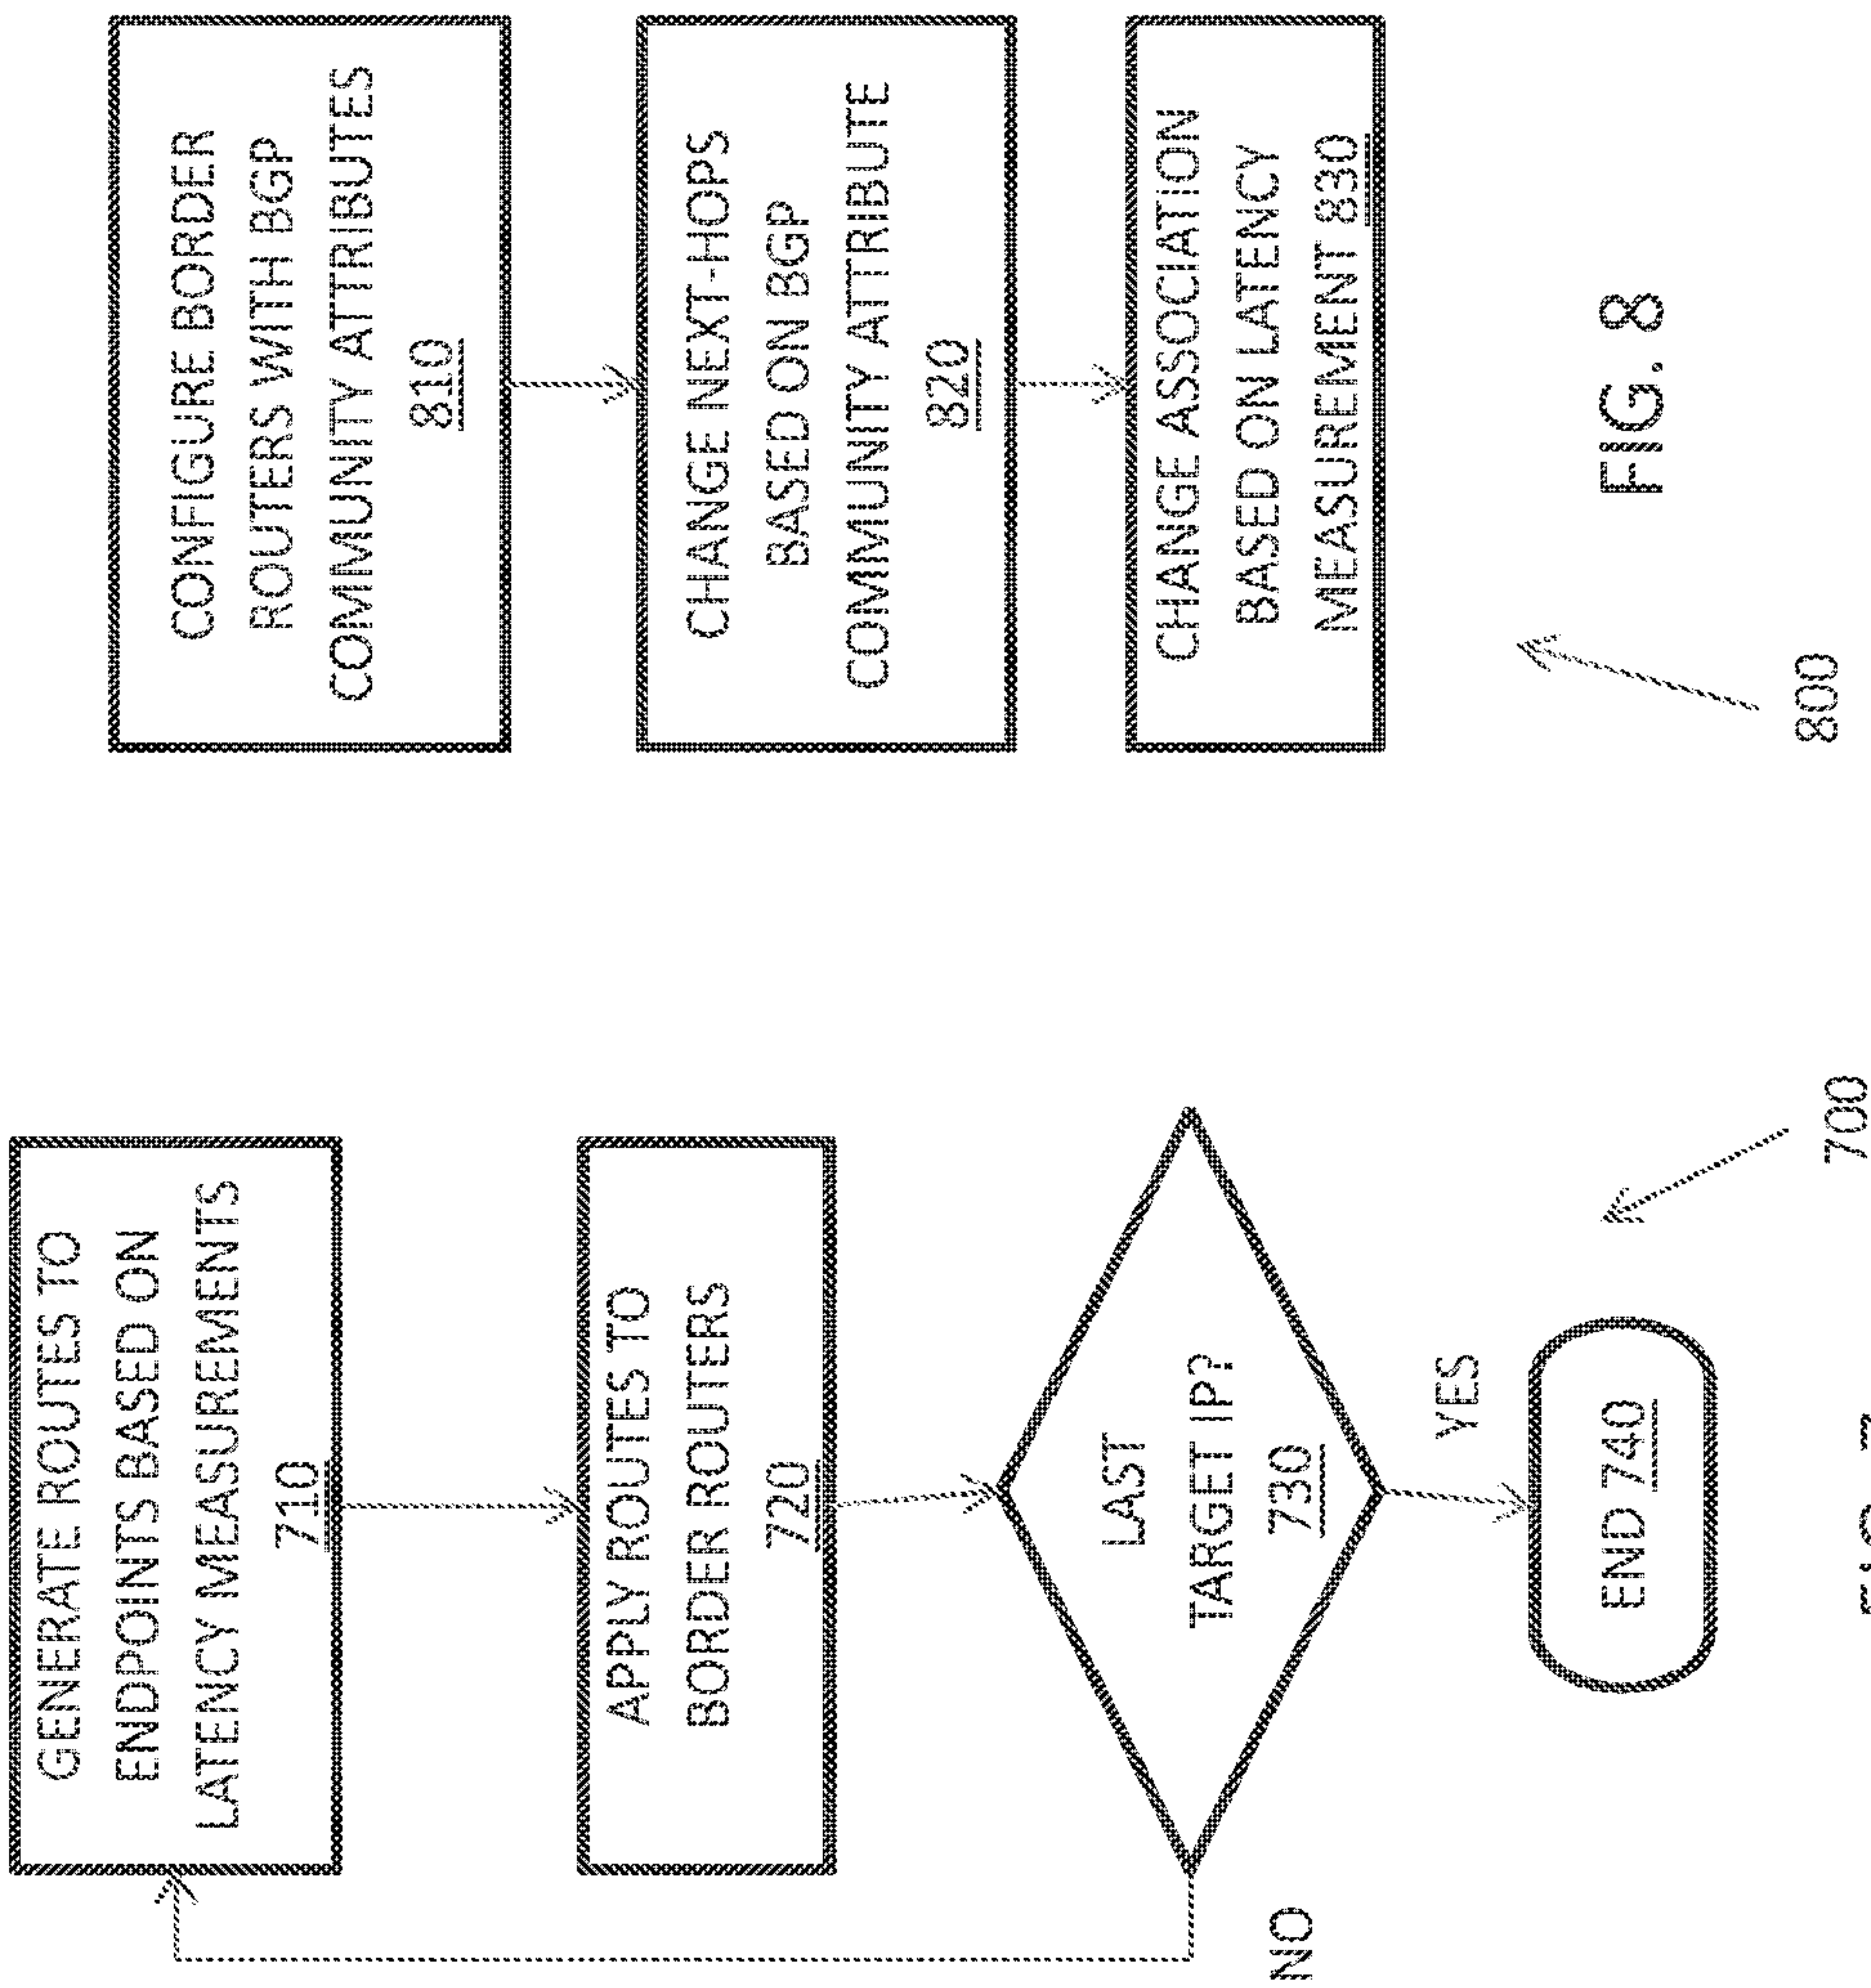 GENERATE ROUTES TO
ENDPOINTS BASED ON
LATENCY MEASUREMENTS
710
APPLY ROUTES TO
BORDER ROUTERS
720
LAST
TARGET IP?
730
NO
YES
END 740
700
CONFIGURE BORDER
ROUTERS WITH BGP
COMMUNITY ATTRIBUTES
810
CHANGE NEXT-HOPS
BASED ON BGP
COMMUNITY ATTRIBUTE
820
CHANGE ASSOCIATION
BASED ON LATENCY
MEASUREMENT 830
FIG. 8
800